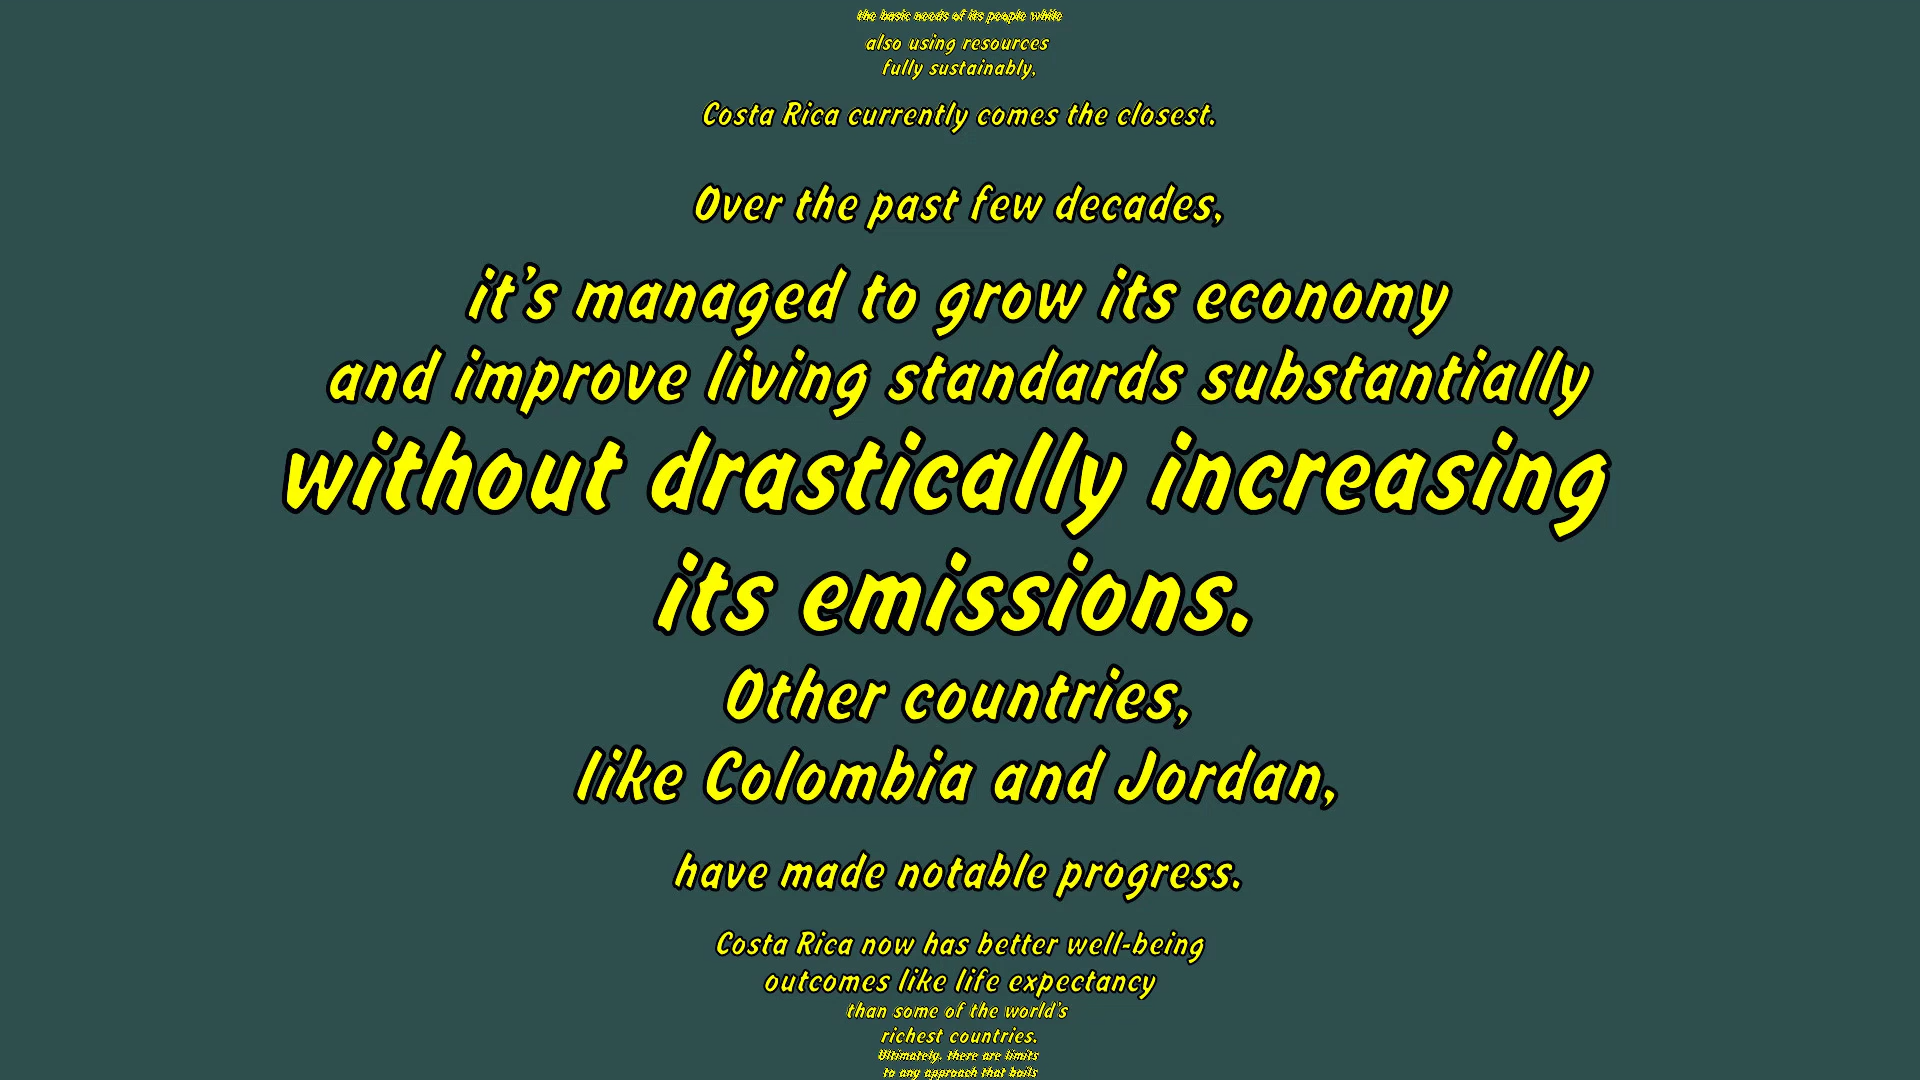 the basic needs of its people while
also using resources
fully sustainably,
Costa Rica currently comes the closest.
Over the past few decades,
it’s managed to grow its economy
and improve living standards substantially
without drastically increasing
its emissions.
Other countries,
like Colombia and Jordan,
have made notable progress.
Costa Rica now has better well-being
outcomes like life expectancy
than some of the world’s
richest countries.
Ultimately, there are limits
to any approach that boils